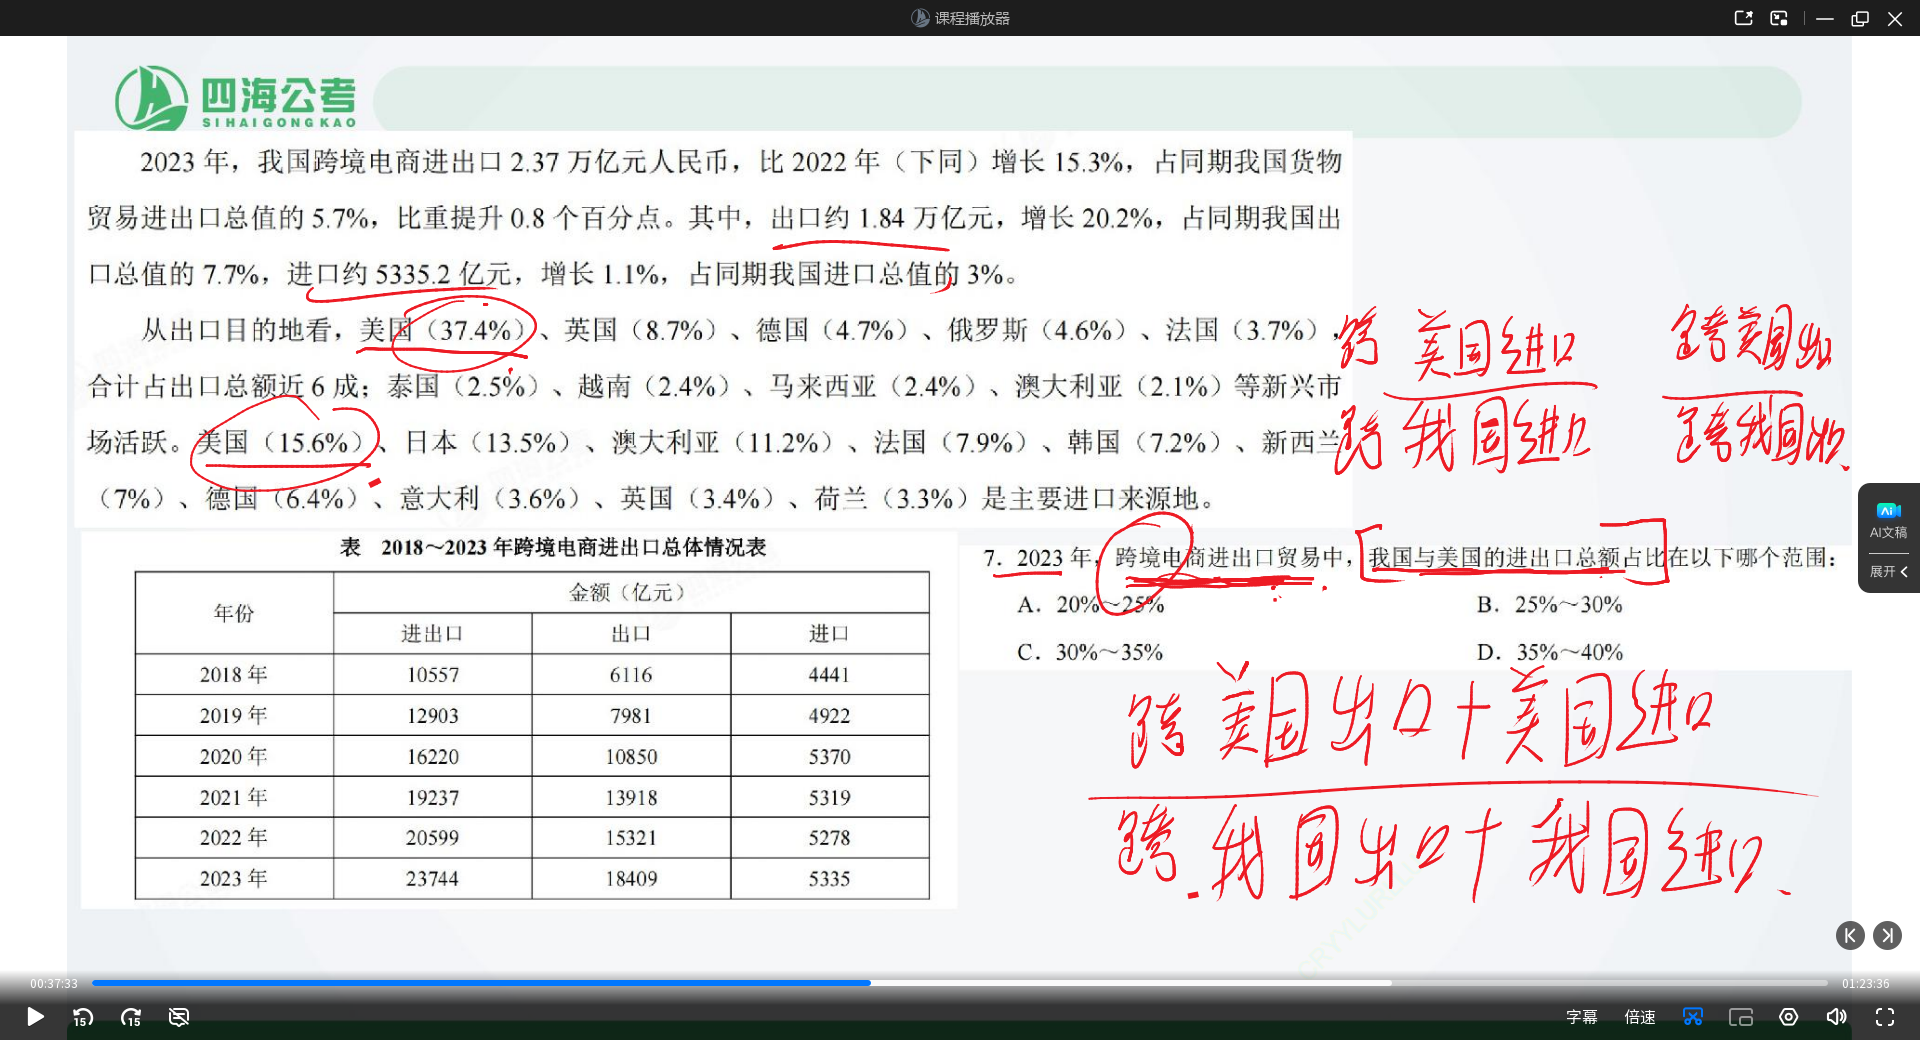 课程播放器
四海公考
SIHAIGONGKAO
2023 年，我国跨境电商进出口 2.37 万亿元人民币，比 2022 年（下同）增长 15.3%，占同期我国货物
贸易进出口总值的 5.7%，比重提升 0.8 个百分点。其中，出口约 1.84 万亿元，增长 20.2%，占同期我国出
口总值的 7.7%，进口约 5335.2 亿元，增长 1.1%，占同期我国进口总值的 3%。
从出口目的地看，美国（37.4%）、英国（8.7%）、德国（4.7%）、俄罗斯（4.6%）、法国（3.7%），
合计占出口总额近 6 成；泰国（2.5%）、越南（2.4%）、马来西亚（2.4%）、澳大利亚（2.1%）等新兴市
场活跃。美国（15.6%）、日本（13.5%）、澳大利亚（11.2%）、法国（7.9%）、韩国（7.2%）、新西兰
（7%）、德国（6.4%）、意大利（3.6%）、英国（3.4%）、荷兰（3.3%）是主要进口来源地。
跨 美国进口
跨 我国进口
跨美国出
跨我国出
表 2018～2023 年跨境电商进出口总体情况表
年份 金额（亿元）
进出口 出口 进口
2018 年 10557 6116 4441
2019 年 12903 7981 4922
2020 年 16220 10850 5370
2021 年 19237 13918 5319
2022 年 20599 15321 5278
2023 年 23744 18409 5335
7. 2023 年，跨境电商进出口贸易中，我国与美国的进出口总额占比在以下哪个范围：
A. 20%～25% B. 25%～30%
C. 30%～35% D. 35%～40%
跨 美国出口+美国进口
跨 我国出口+我国进口
AI文稿
展开
00:37:33 01:23:36
15 15 字幕 倍速